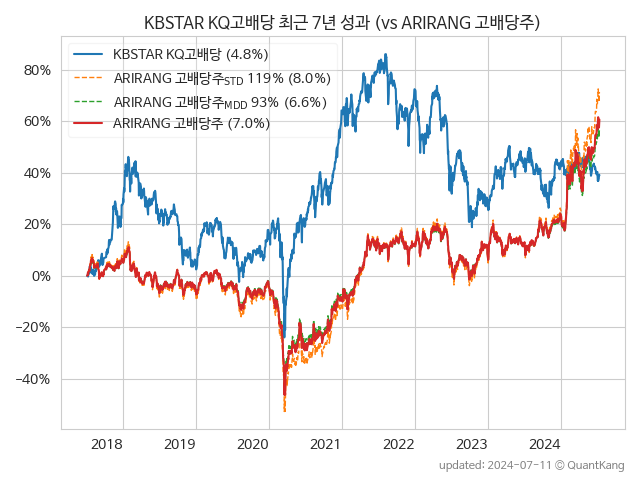 KBSTAR KQ고배당 최근 7년 성과 (vs ARIRANG 고배당주)
KBSTAR KQ고배당 (4.8%)
ARIRANG 고배당주STD 119% (8.0%)
ARIRANG 고배당주MDD 93% (6.6%)
ARIRANG 고배당주 (7.0%)
80%
60%
40%
20%
0%
−20%
−40%
2018 2019 2020 2021 2022 2023 2024
updated: 2024-07-11 © QuantKang